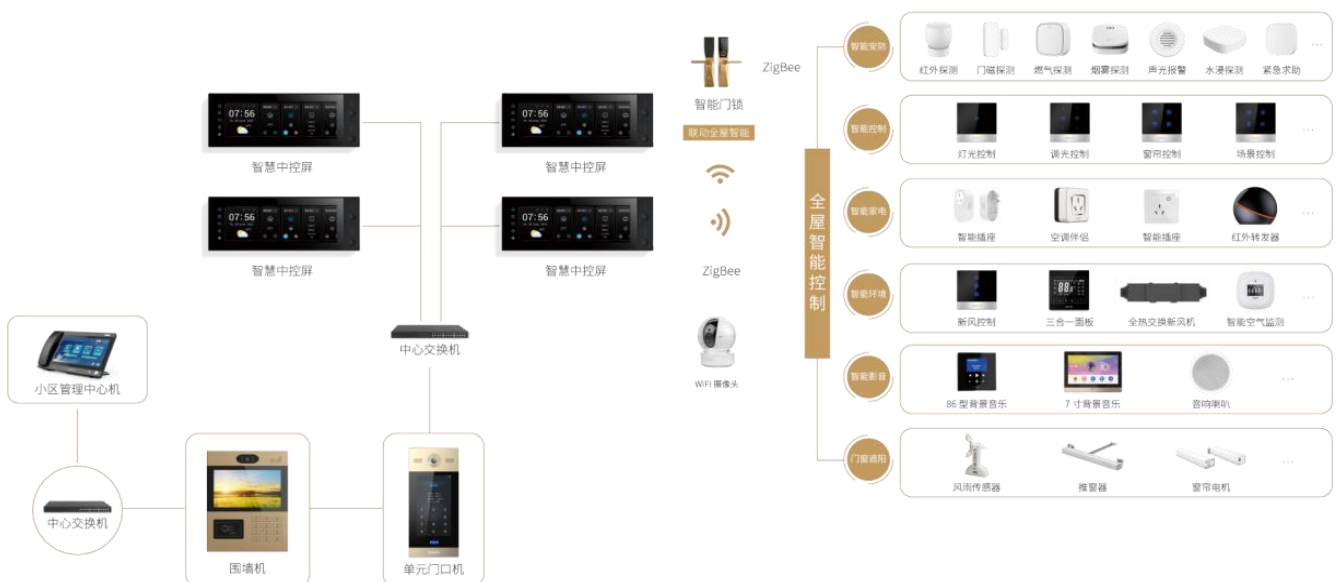 07:56
智慧中控屏
07:56
智慧中控屏
07:56
智慧中控屏
07:56
智慧中控屏
中心交换机
小区管理中心机
中心交换机
围墙机
单元门口机
ZigBee
智能门锁
联动全屋智能
ZigBee
WiFi 摄像头
全屋智能控制
智能安防
红外探测
门磁探测
燃气探测
烟雾探测
声光报警
水浸探测
紧急求助
...
智能控制
灯光控制
调光控制
窗帘控制
场景控制
...
智能家电
智能插座
空调伴侣
智能插座
红外转发器
...
智能环境
新风控制
三合一面板
全热交换新风机
智能空气监测
...
智能影音
86 型背景音乐
7 寸背景音乐
音响喇叭
...
门窗遮阳
风雨传感器
推窗器
窗帘电机
...